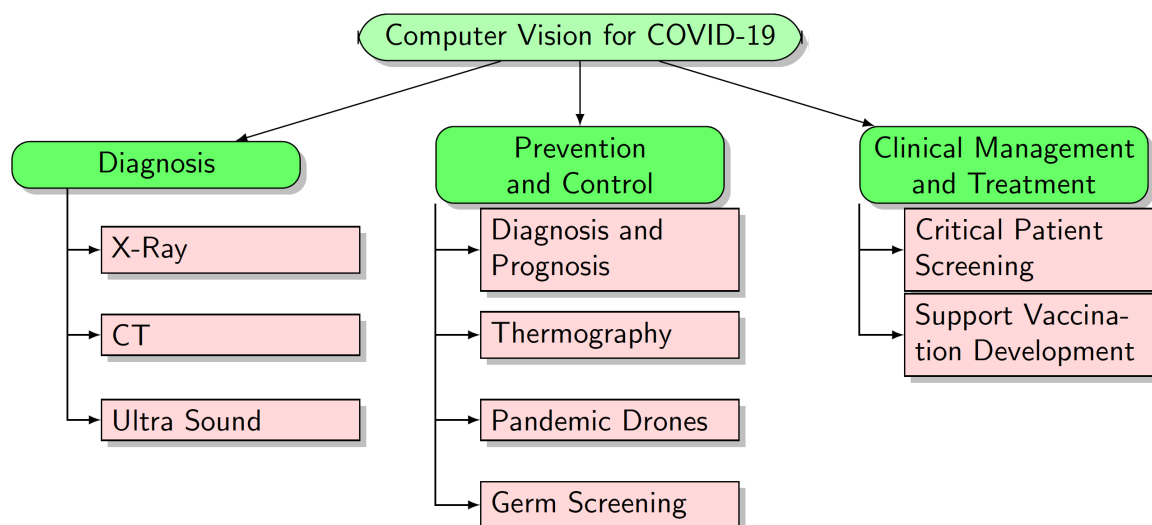 Computer Vision for COVID-19
Diagnosis
X-Ray
CT
Ultra Sound
Prevention
and Control
Diagnosis and
Prognosis
Thermography
Pandemic Drones
Germ Screening
Clinical Management
and Treatment
Critical Patient
Screening
Support Vaccina-
tion Development